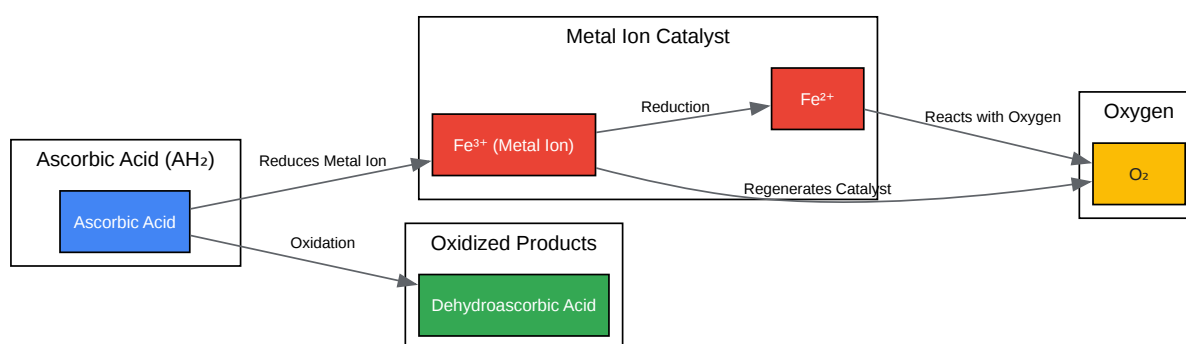 Metal Ion Catalyst
Fe²⁺
Reduction
Reacts with Oxygen
Oxygen
Fe³⁺ (Metal Ion)
Ascorbic Acid (AH₂)
Reduces Metal Ion
O₂
Regenerates Catalyst
Ascorbic Acid
Oxidation
Oxidized Products
Dehydroascorbic Acid